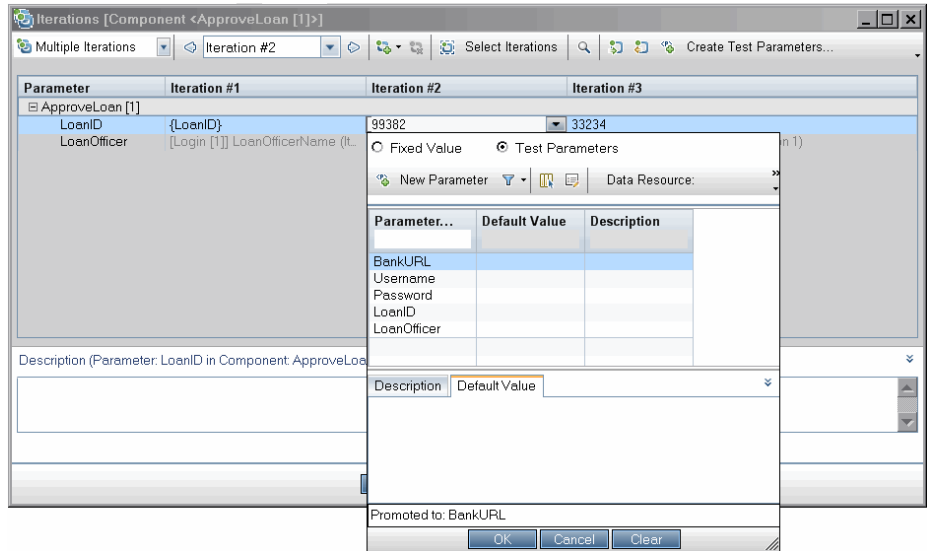 Iterations [Component <ApproveLoan [1]>]
Multiple Iterations Iteration #2 Select Iterations Create Test Parameters...
Parameter Iteration #1 Iteration #2 Iteration #3
ApproveLoan [1]
LoanID {LoanID} 99382 33234
LoanOfficer [Login [1]] LoanOfficerName (It... on 1)
Fixed Value Test Parameters
New Parameter Data Resource:
Parameter... Default Value Description
BankURL
Username
Password
LoanID
LoanOfficer
Description (Parameter: LoanID in Component: ApproveLoa
Description Default Value
Promoted to: BankURL
OK Cancel Clear